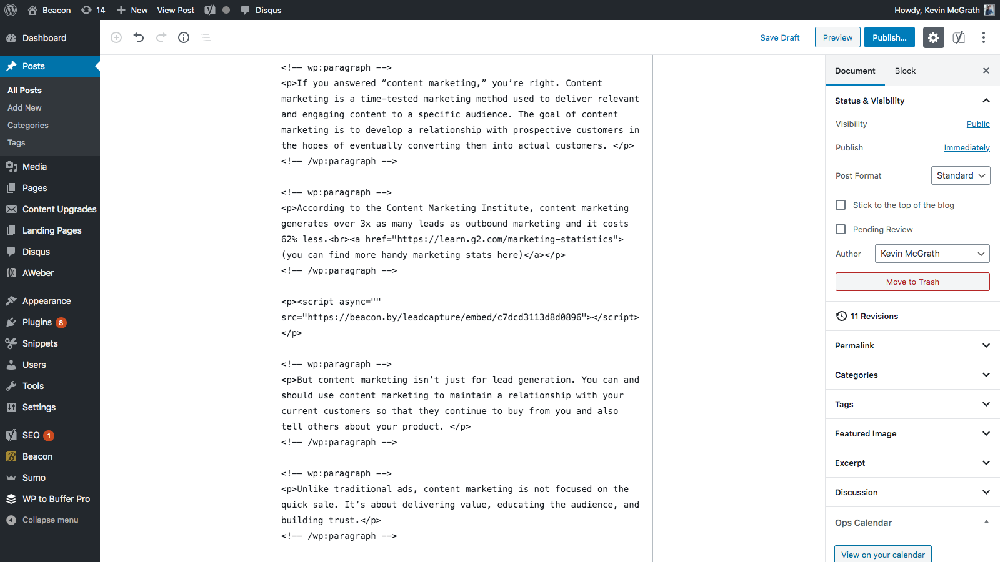 Beacon
14
New
View Post
Disqus
Howdy, Kevin McGrath
Dashboard
Posts
All Posts
Add New
Categories
Tags
Media
Pages
Content Upgrades
Landing Pages
Disqus
AWeber
Appearance
Plugins 8
Snippets
Users
Tools
Settings
SEO 1
Beacon
Sumo
WP to Buffer Pro
Collapse menu
Save Draft
Preview
Publish...
<!-- wp:paragraph -->
<p>If you answered “content marketing,” you’re right. Content
marketing is a time-tested marketing method used to deliver relevant
and engaging content to a specific audience. The goal of content
marketing is to develop a relationship with prospective customers in
the hopes of eventually converting them into actual customers. </p>
<!-- /wp:paragraph -->
<!-- wp:paragraph -->
<p>According to the Content Marketing Institute, content marketing
generates over 3x as many leads as outbound marketing and it costs
62% less.<br><a href="https://learn.g2.com/marketing-statistics">
(you can find more handy marketing stats here)</a></p>
<!-- /wp:paragraph -->
<p><script async=""
src="https://beacon.by/leadcapture/embed/c7dcd3113d8d0896"></script>
</p>
<!-- wp:paragraph -->
<p>But content marketing isn’t just for lead generation. You can and
should use content marketing to maintain a relationship with your
current customers so that they continue to buy from you and also
tell others about your product. </p>
<!-- /wp:paragraph -->
<!-- wp:paragraph -->
<p>Unlike traditional ads, content marketing is not focused on the
quick sale. It’s about delivering value, educating the audience, and
building trust.</p>
<!-- /wp:paragraph -->
Document
Block
Status & Visibility
Visibility
Public
Publish
Immediately
Post Format
Standard
Stick to the top of the blog
Pending Review
Author
Kevin McGrath
Move to Trash
11 Revisions
Permalink
Categories
Tags
Featured Image
Excerpt
Discussion
Ops Calendar
View on your calendar